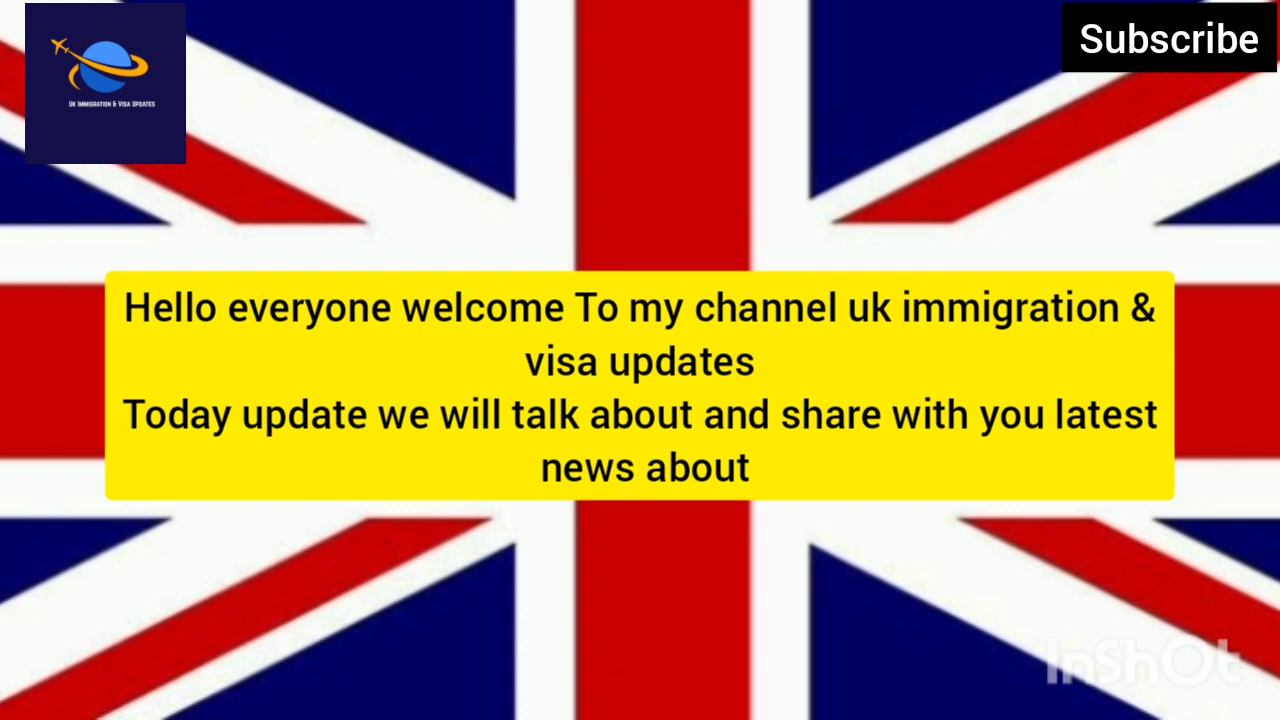 Subscribe
UK IMMIGRATION & VISA UPDATES
Hello everyone welcome To my channel uk immigration &
visa updates
Today update we will talk about and share with you latest
news about
InShOt